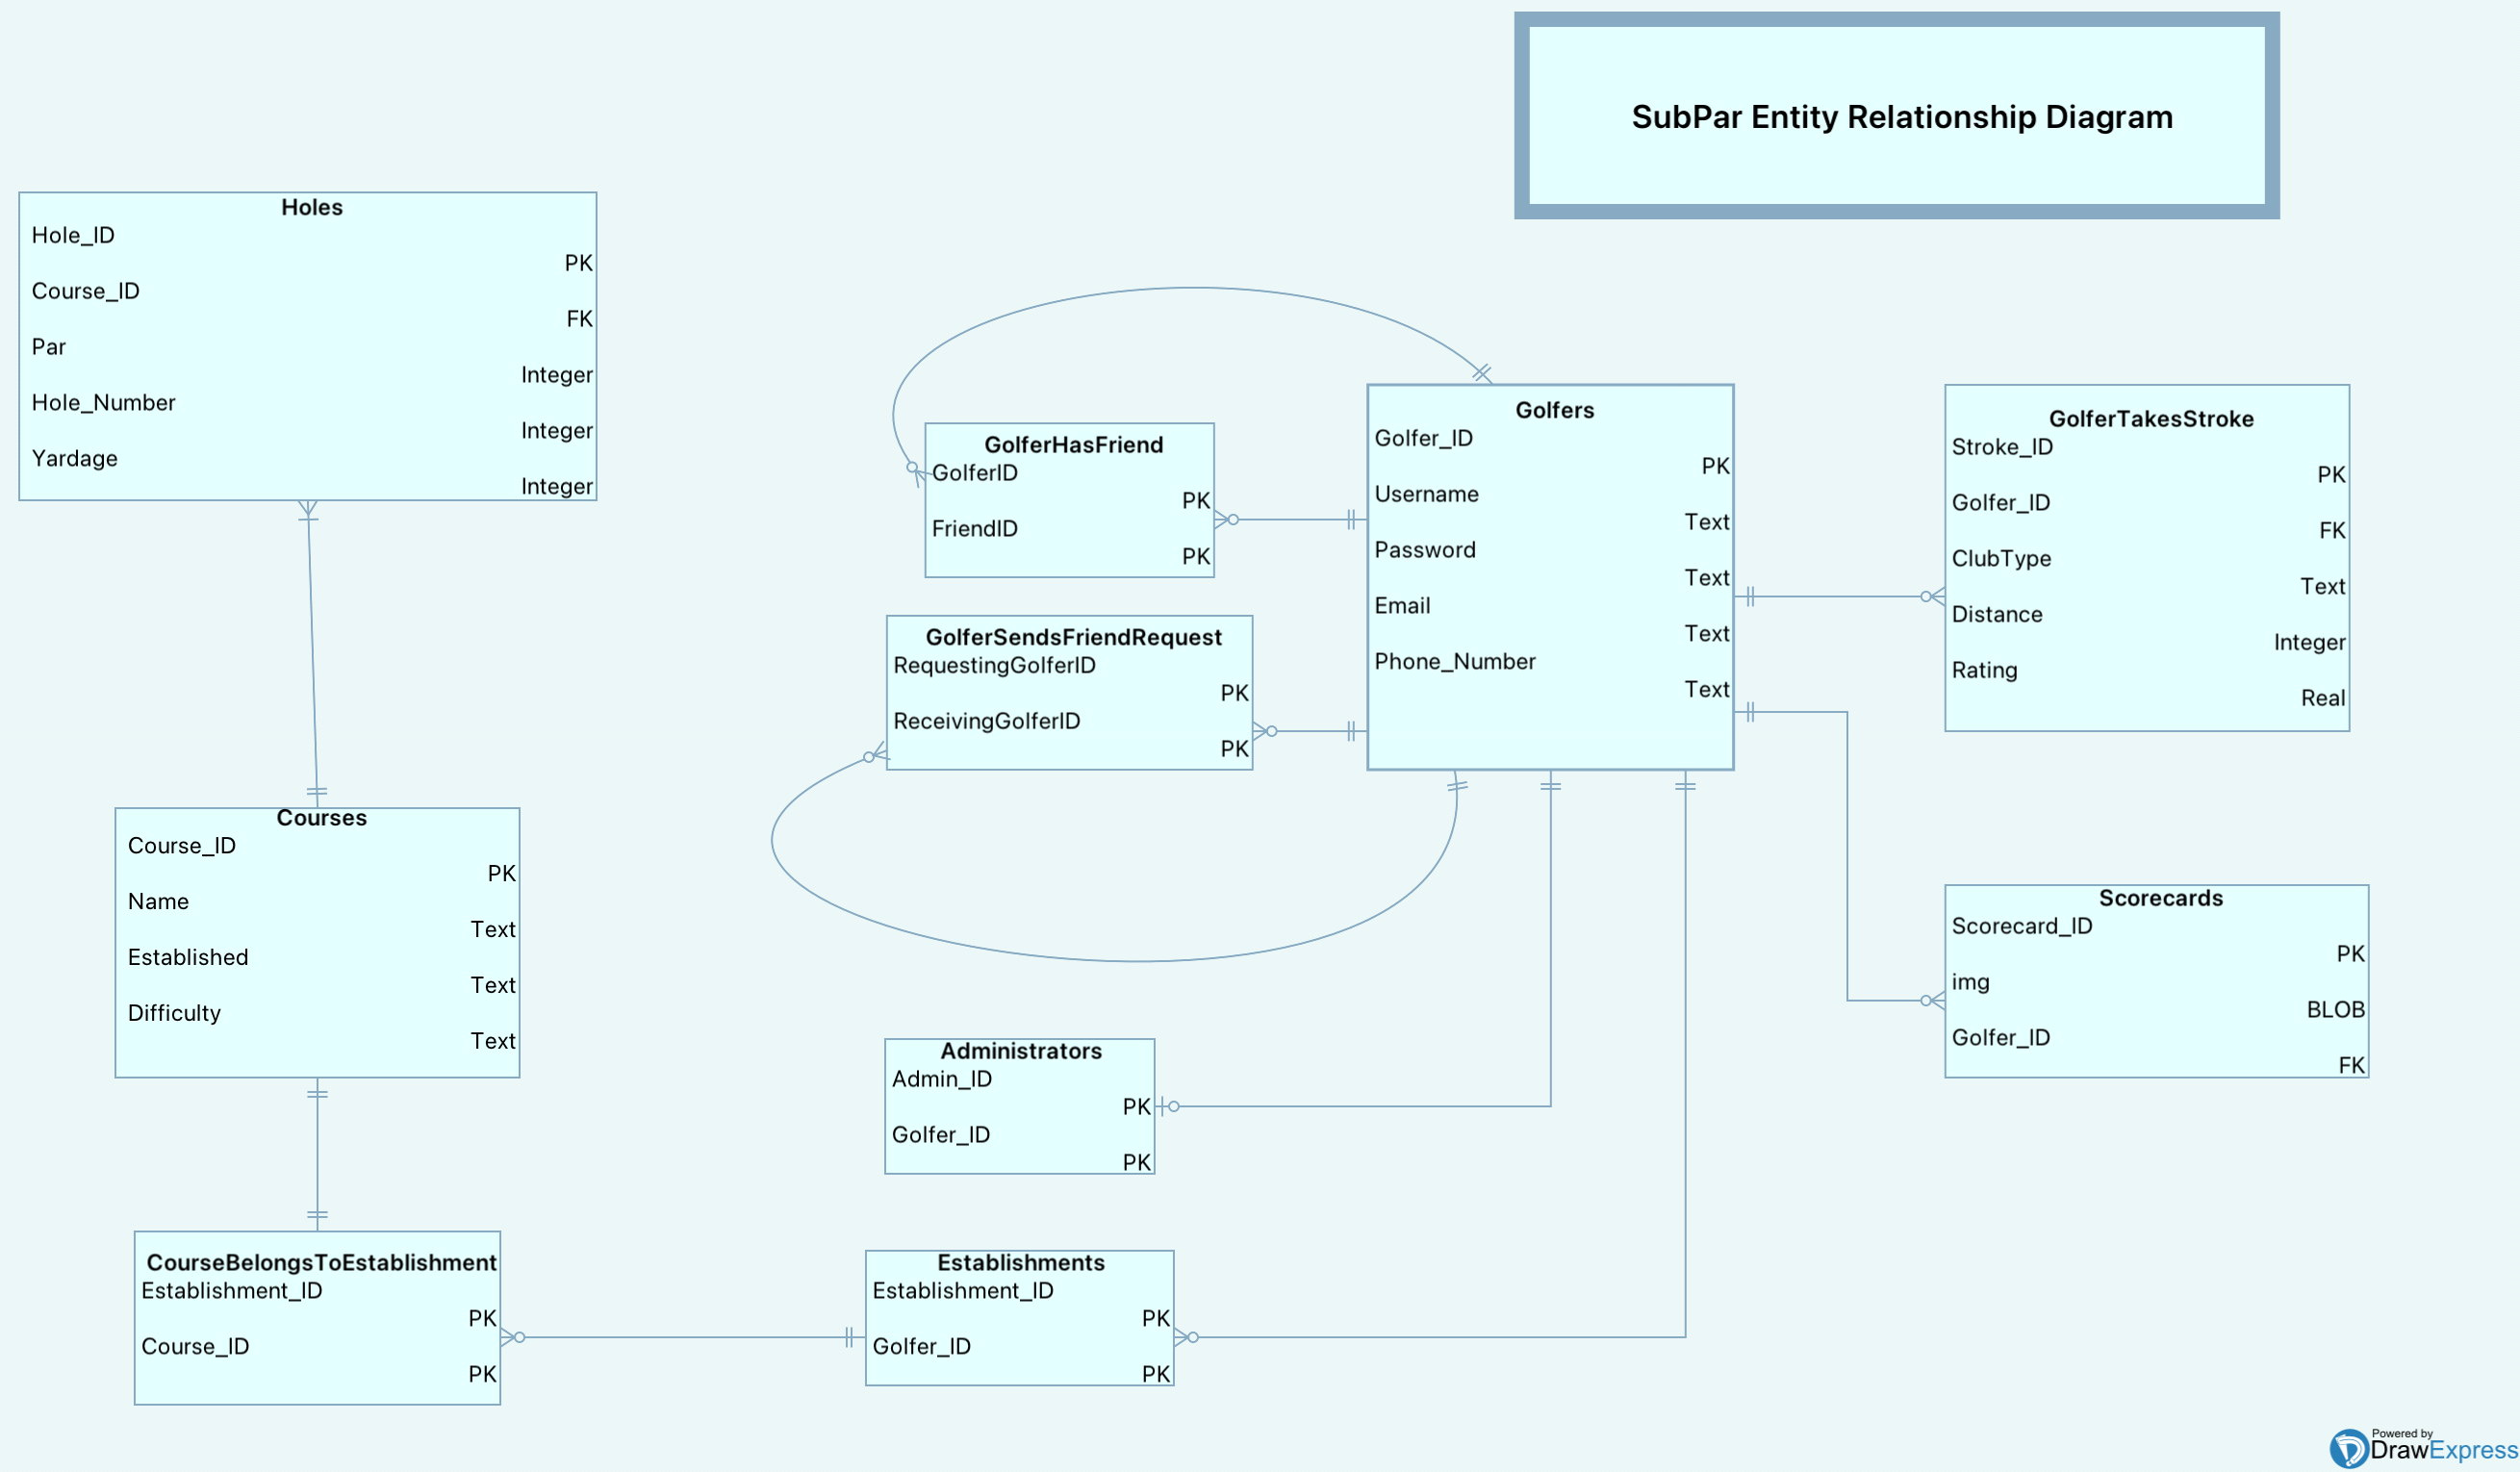 SubPar Entity Relationship Diagram
Holes
Hole_ID
PK
Course_ID
FK
Par
Integer
Hole_Number
Integer
Yardage
Integer
GolferHasFriend
GolferID
PK
FriendID
PK
Golfers
Golfer_ID
PK
Username
Text
Password
Text
Email
Text
Phone_Number
Text
GolferTakesStroke
Stroke_ID
PK
Golfer_ID
FK
ClubType
Text
Distance
Integer
Rating
Real
GolferSendsFriendRequest
RequestingGolferID
PK
ReceivingGolferID
PK
Courses
Course_ID
PK
Name
Text
Established
Text
Difficulty
Text
Scorecards
Scorecard_ID
PK
img
BLOB
Golfer_ID
FK
Administrators
Admin_ID
PK
Golfer_ID
PK
CourseBelongsToEstablishment
Establishment_ID
PK
Course_ID
PK
Establishments
Establishment_ID
PK
Golfer_ID
PK
Powered by
DrawExpress